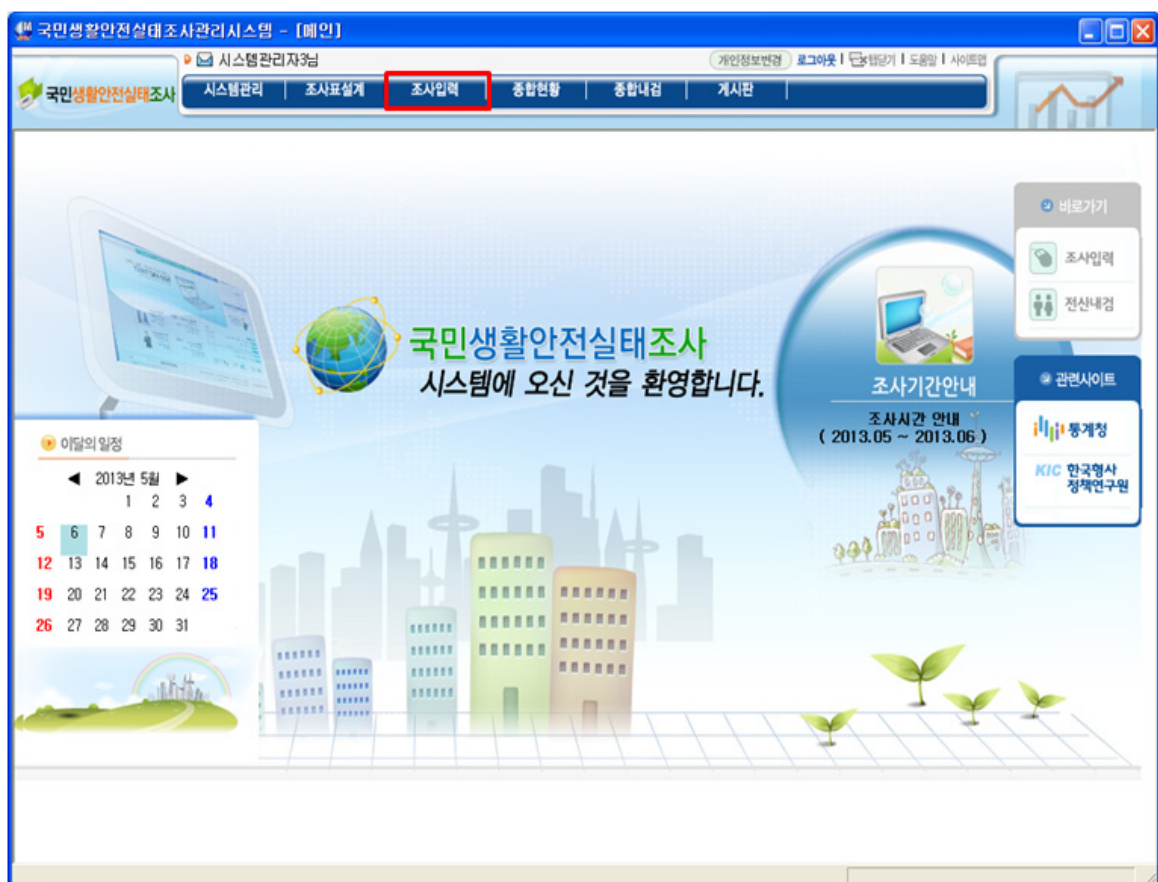 국민생활안전실태조사관리시스템 - [메인]
시스템관리자3님
개인정보변경 로그아웃 | 탭닫기 | 도움말 | 사이트맵
국민생활안전실태조사
시스템관리 | 조사표설계 | 조사입력 | 종합현황 | 종합내검 | 게시판 |
바로가기
조사입력
전산내검
국민생활안전실태조사
시스템에 오신 것을 환영합니다.
조사기간안내
조사시간 안내
( 2013.05 ~ 2013.06 )
관련사이트
통계청
KIC 한국형사
정책연구원
이달의 일정
◀ 2013년 5월 ▶
1 2 3 4
5 6 7 8 9 10 11
12 13 14 15 16 17 18
19 20 21 22 23 24 25
26 27 28 29 30 31